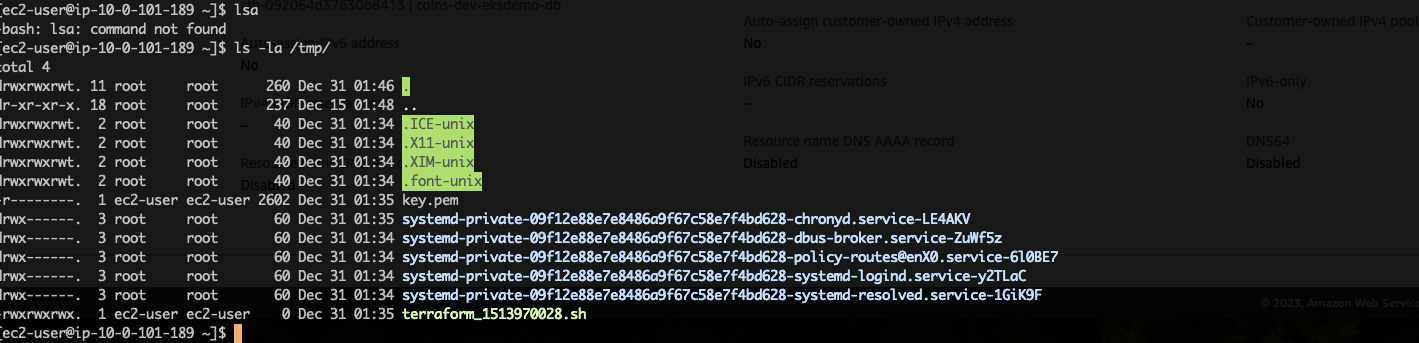 [ec2-user@ip-10-0-101-189 ~]$ lsa
-bash: lsa: command not found
[ec2-user@ip-10-0-101-189 ~]$ ls -la /tmp/
total 4
drwxrwxrwt. 11 root     root      260 Dec 31 01:46 .
dr-xr-xr-x. 18 root     root      237 Dec 15 01:48 ..
drwxrwxrwt.  2 root     root       40 Dec 31 01:34 .ICE-unix
drwxrwxrwt.  2 root     root       40 Dec 31 01:34 .X11-unix
drwxrwxrwt.  2 root     root       40 Dec 31 01:34 .XIM-unix
drwxrwxrwt.  2 root     root       40 Dec 31 01:34 .font-unix
-r--------.  1 ec2-user ec2-user 2602 Dec 31 01:35 key.pem
drwx------.  3 root     root       60 Dec 31 01:35 systemd-private-09f12e88e7e8486a9f67c58e7f4bd628-chronyd.service-LE4AKV
drwx------.  3 root     root       60 Dec 31 01:34 systemd-private-09f12e88e7e8486a9f67c58e7f4bd628-dbus-broker.service-ZuWf5z
drwx------.  3 root     root       60 Dec 31 01:34 systemd-private-09f12e88e7e8486a9f67c58e7f4bd628-policy-routes@enX0.service-6l0BE7
drwx------.  3 root     root       60 Dec 31 01:34 systemd-private-09f12e88e7e8486a9f67c58e7f4bd628-systemd-logind.service-y2TLaC
drwx------.  3 root     root       60 Dec 31 01:34 systemd-private-09f12e88e7e8486a9f67c58e7f4bd628-systemd-resolved.service-1GiK9F
-rwxrwxrwx.  1 ec2-user ec2-user    0 Dec 31 01:35 terraform_1513970028.sh
[ec2-user@ip-10-0-101-189 ~]$
092064d37630b8413 | coins-dev-eksdemo-db
IPv6 address
No
Disabled
Auto-assign customer-owned IPv4 address
No
IPv6 CIDR reservations
–
Resource name DNS AAAA record
Disabled
Customer-owned IPv4 pool
–
IPv6-only
No
DNS64
Disabled
© 2023, Amazon Web Service